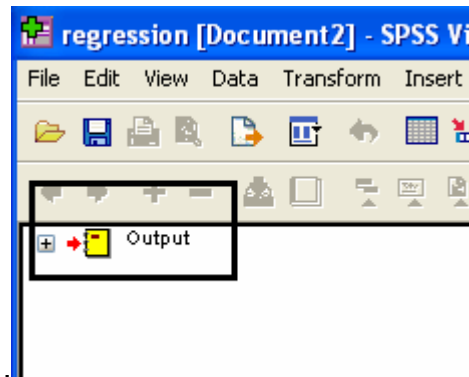 regression [Document2] - SPSS Vi
File Edit View Data Transform Insert
Output